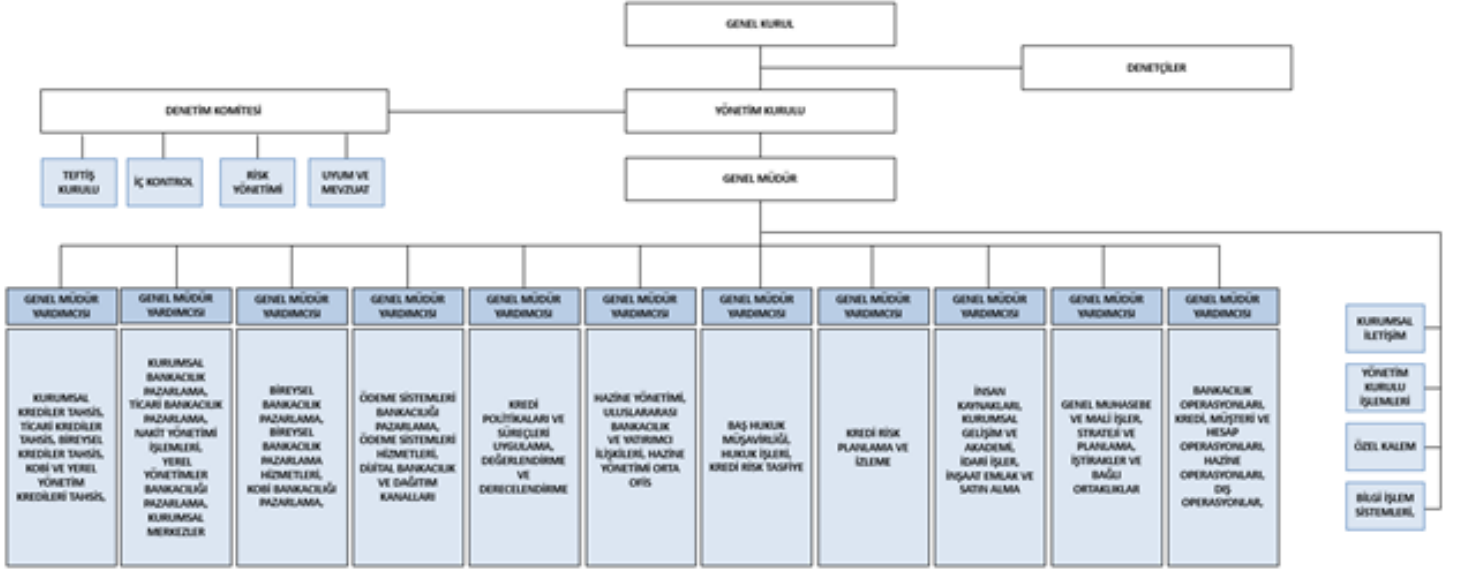 GENEL KURUL
DENETÇİLER
DENETİM KOMİTESİ
YÖNETİM KURULU
TEFTİŞ
KURULU
İÇ KONTROL
RİSK
YÖNETİMİ
UYUM VE
MEVZUAT
GENEL MÜDÜR
GENEL MÜDÜR
YARDIMCISI
KURUMSAL
KREDİLER TAHSİS,
TİCARİ KREDİLER
TAHSİS, BİREYSEL
KREDİLER TAHSİS,
KOBİ VE YEREL
YÖNETİM
KREDİLERİ TAHSİS,
GENEL MÜDÜR
YARDIMCISI
KURUMSAL
BANKACILIK
PAZARLAMA,
TİCARİ BANKACILIK
PAZARLAMA,
NAKİT YÖNETİMİ
İŞLEMLERİ,
YEREL
YÖNETİMLER
BANKACILIĞI
PAZARLAMA,
KURUMSAL
MERKEZLER
GENEL MÜDÜR
YARDIMCISI
BİREYSEL
BANKACILIK
PAZARLAMA,
BİREYSEL
BANKACILIK
PAZARLAMA
HİZMETLERİ,
KOBİ BANKACILIĞI
PAZARLAMA,
GENEL MÜDÜR
YARDIMCISI
ÖDEME SİSTEMLERİ
BANKACILIĞI
PAZARLAMA,
ÖDEME SİSTEMLERİ
HİZMETLERİ,
DİJİTAL BANKACILIK
VE DAĞITIM
KANALLARI
GENEL MÜDÜR
YARDIMCISI
KREDİ
POLİTİKALARI VE
SÜREÇLERİ
UYGULAMA,
DEĞERLENDİRME
VE
DERECELENDİRME
GENEL MÜDÜR
YARDIMCISI
HAZİNE YÖNETİMİ,
ULUSLARARASI
BANKACILIK
VE YATIRIMCI
İLİŞKİLERİ, HAZİNE
YÖNETİMİ ORTA
OFİS
GENEL MÜDÜR
YARDIMCISI
BAŞ HUKUK
MÜŞAVİRLİĞİ,
HUKUK İŞLERİ,
KREDİ RİSK TASFİYE
GENEL MÜDÜR
YARDIMCISI
KREDİ RİSK
PLANLAMA VE
İZLEME
GENEL MÜDÜR
YARDIMCISI
İNSAN
KAYNAKLARI,
KURUMSAL
GELİŞİM VE
AKADEMİ,
İDARİ İŞLER,
İNŞAAT EMLAK VE
SATIN ALMA
GENEL MÜDÜR
YARDIMCISI
GENEL MUHASEBE
VE MALİ İŞLER,
STRATEJİ VE
PLANLAMA,
İŞTİRAKLER VE
BAĞLI
ORTAKLIKLAR
GENEL MÜDÜR
YARDIMCISI
BANKACILIK
OPERASYONLARI,
KREDİ, MÜŞTERİ VE
HESAP
OPERASYONLARI,
HAZİNE
OPERASYONLARI,
DIŞ
OPERASYONLAR,
KURUMSAL
İLETİŞİM
YÖNETİM
KURULU
İŞLEMLERİ
ÖZEL KALEM
BİLGİ İŞLEM
SİSTEMLERİ,